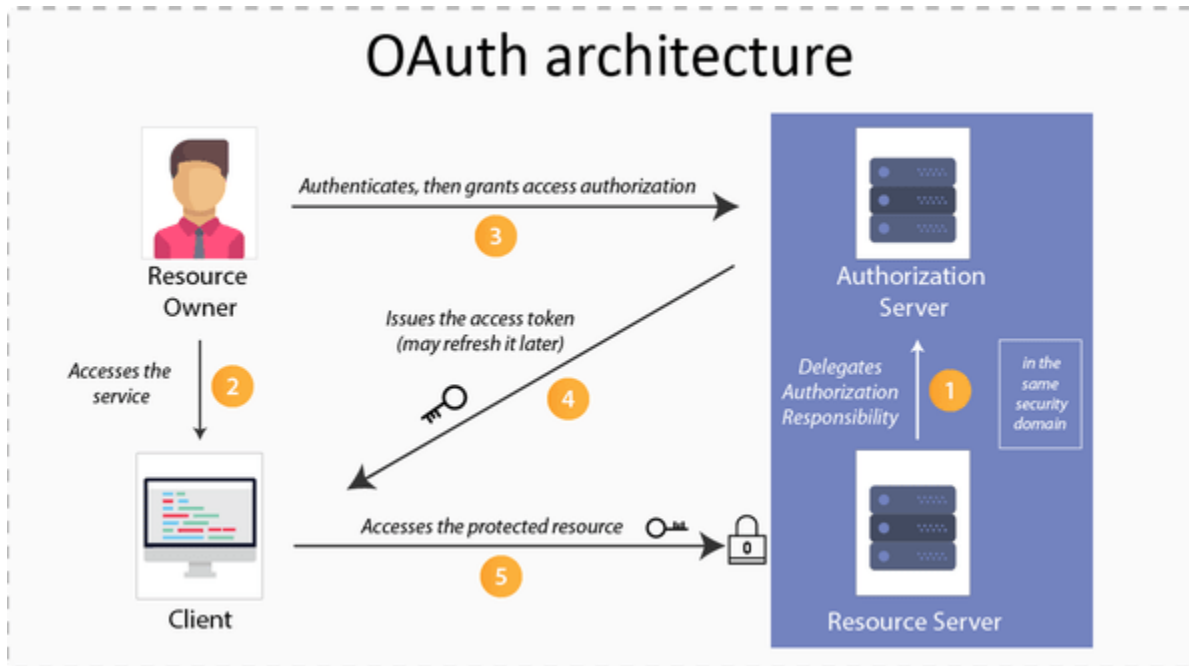 OAuth architecture
Authenticates, then grants access authorization
3
Resource
Owner
Authorization
Server
Issues the access token
(may refresh it later)
4
Accesses the
service
2
Delegates
Authorization
Responsibility
1
in the
same
security
domain
Accesses the protected resource
5
Client
Resource Server